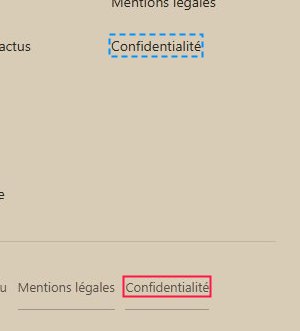 Mentions légales
actus
Confidentialité
e
u Mentions légales Confidentialité